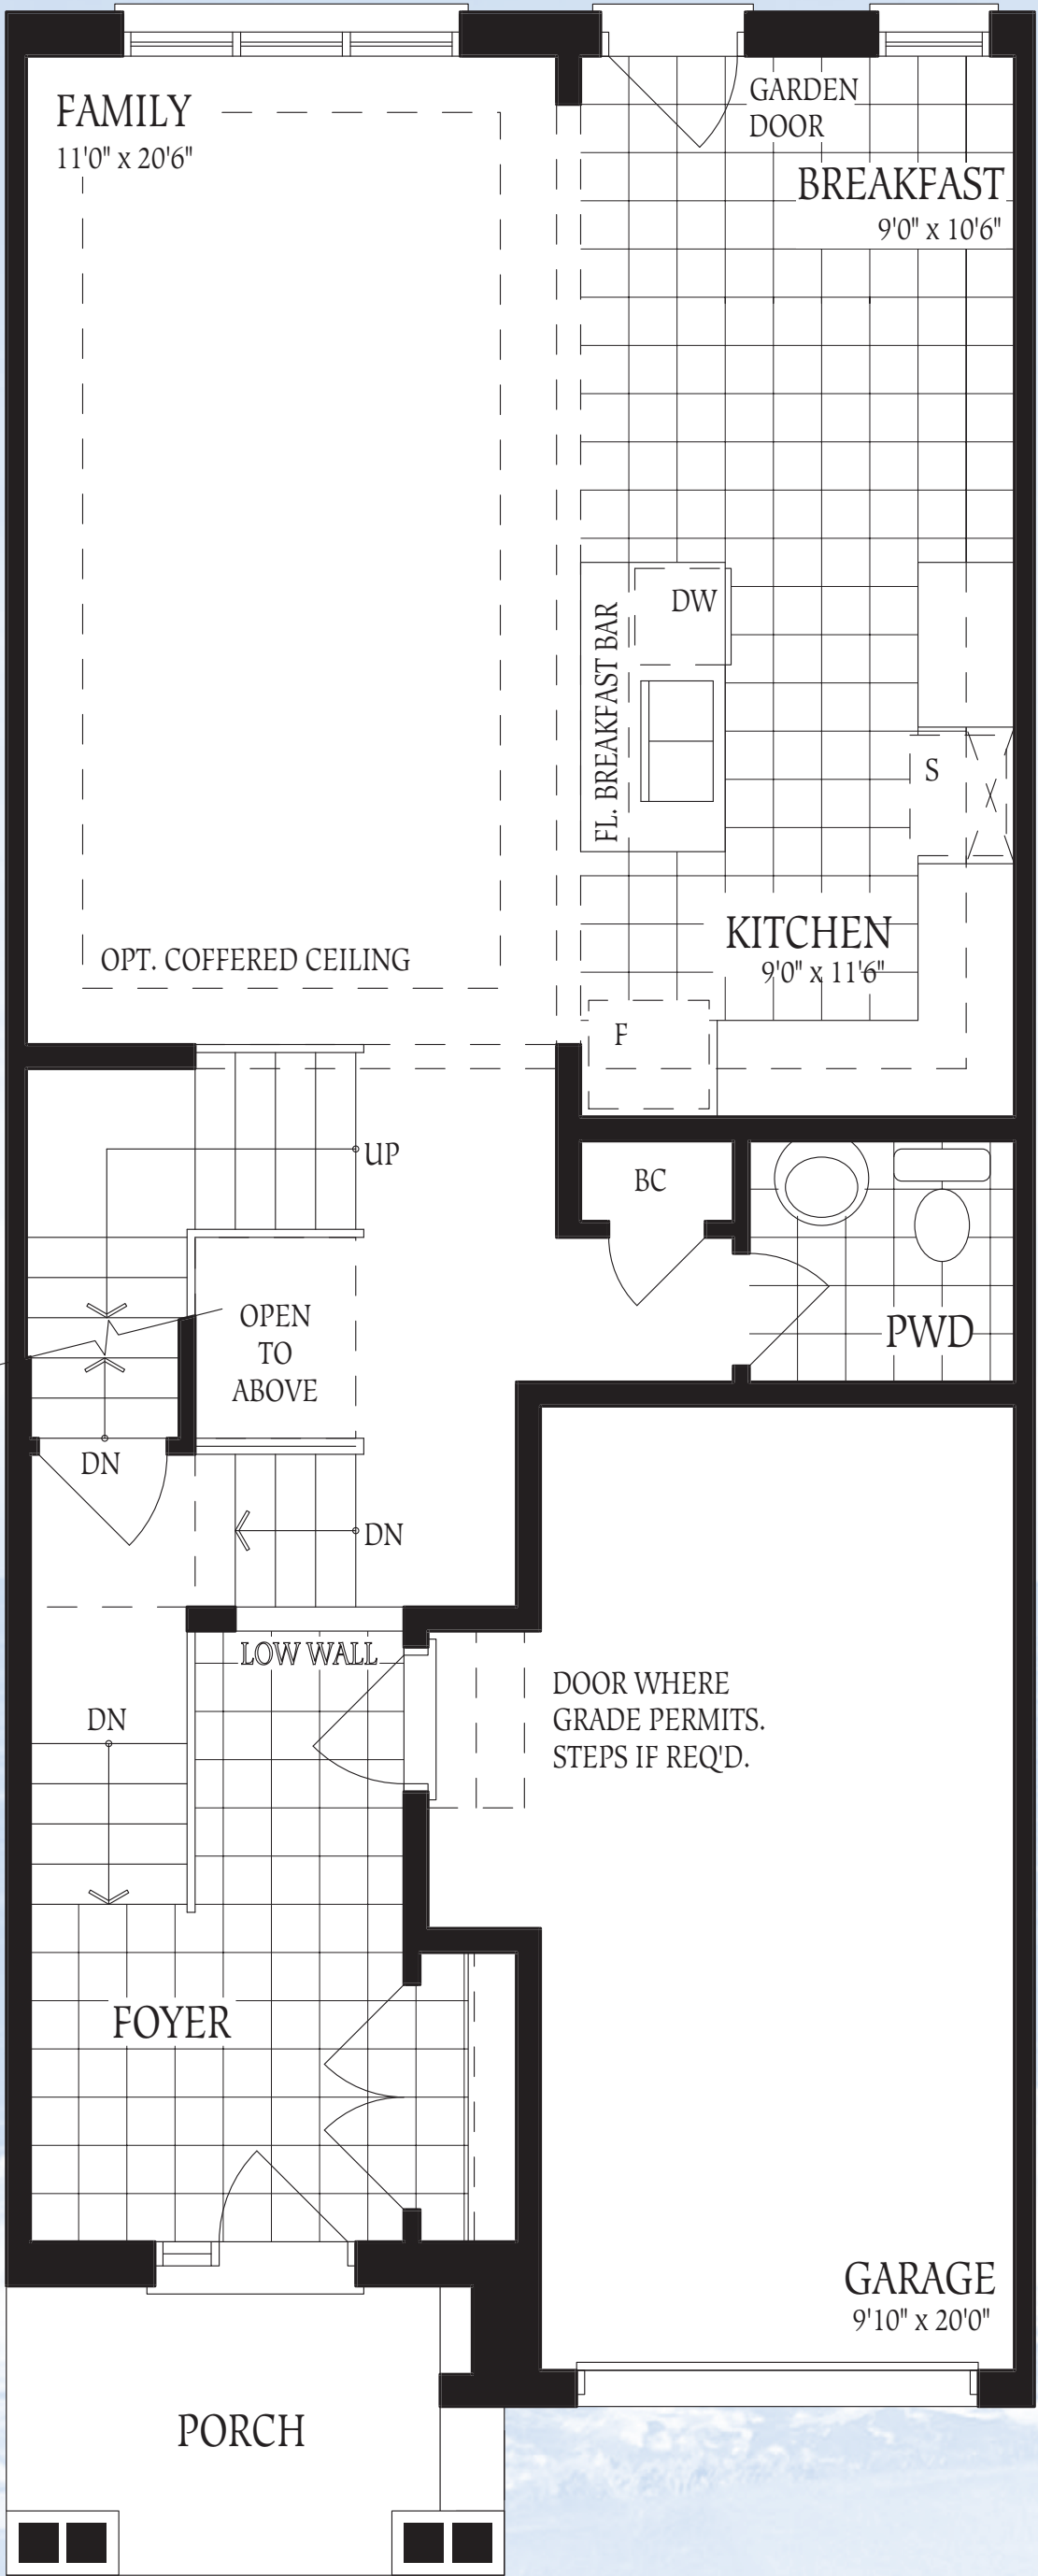 FAMILY
11'0" x 20'6"
GARDEN
DOOR
BREAKFAST
9'0" x 10'6"
DW
FL. BREAKFAST BAR
S
KITCHEN
9'0" x 11'6"
OPT. COFFERED CEILING
F
UP
BC
OPEN
TO
ABOVE
PWD
DN
DN
LOW WALL
DOOR WHERE
GRADE PERMITS.
STEPS IF REQ'D.
DN
FOYER
GARAGE
9'10" x 20'0"
PORCH